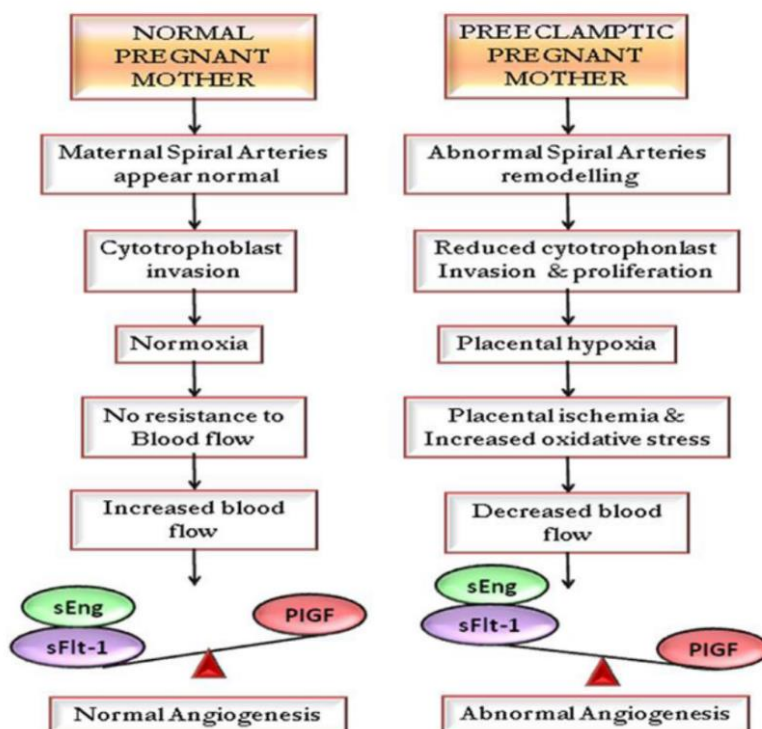 NORMAL
PREGNANT
MOTHER
Maternal Spiral Arteries
appear normal
Cytotrophoblast
invasion
Normoxia
No resistance to
Blood flow
Increased blood
flow
sEng
sFlt-1
PIGF
Normal Angiogenesis
PREECLAMPTIC
PREGNANT
MOTHER
Abnormal Spiral Arteries
remodelling
Reduced cytotrophonlast
Invasion & proliferation
Placental hypoxia
Placental ischemia &
Increased oxidative stress
Decreased blood
flow
sEng
sFlt-1
PIGF
Abnormal Angiogenesis